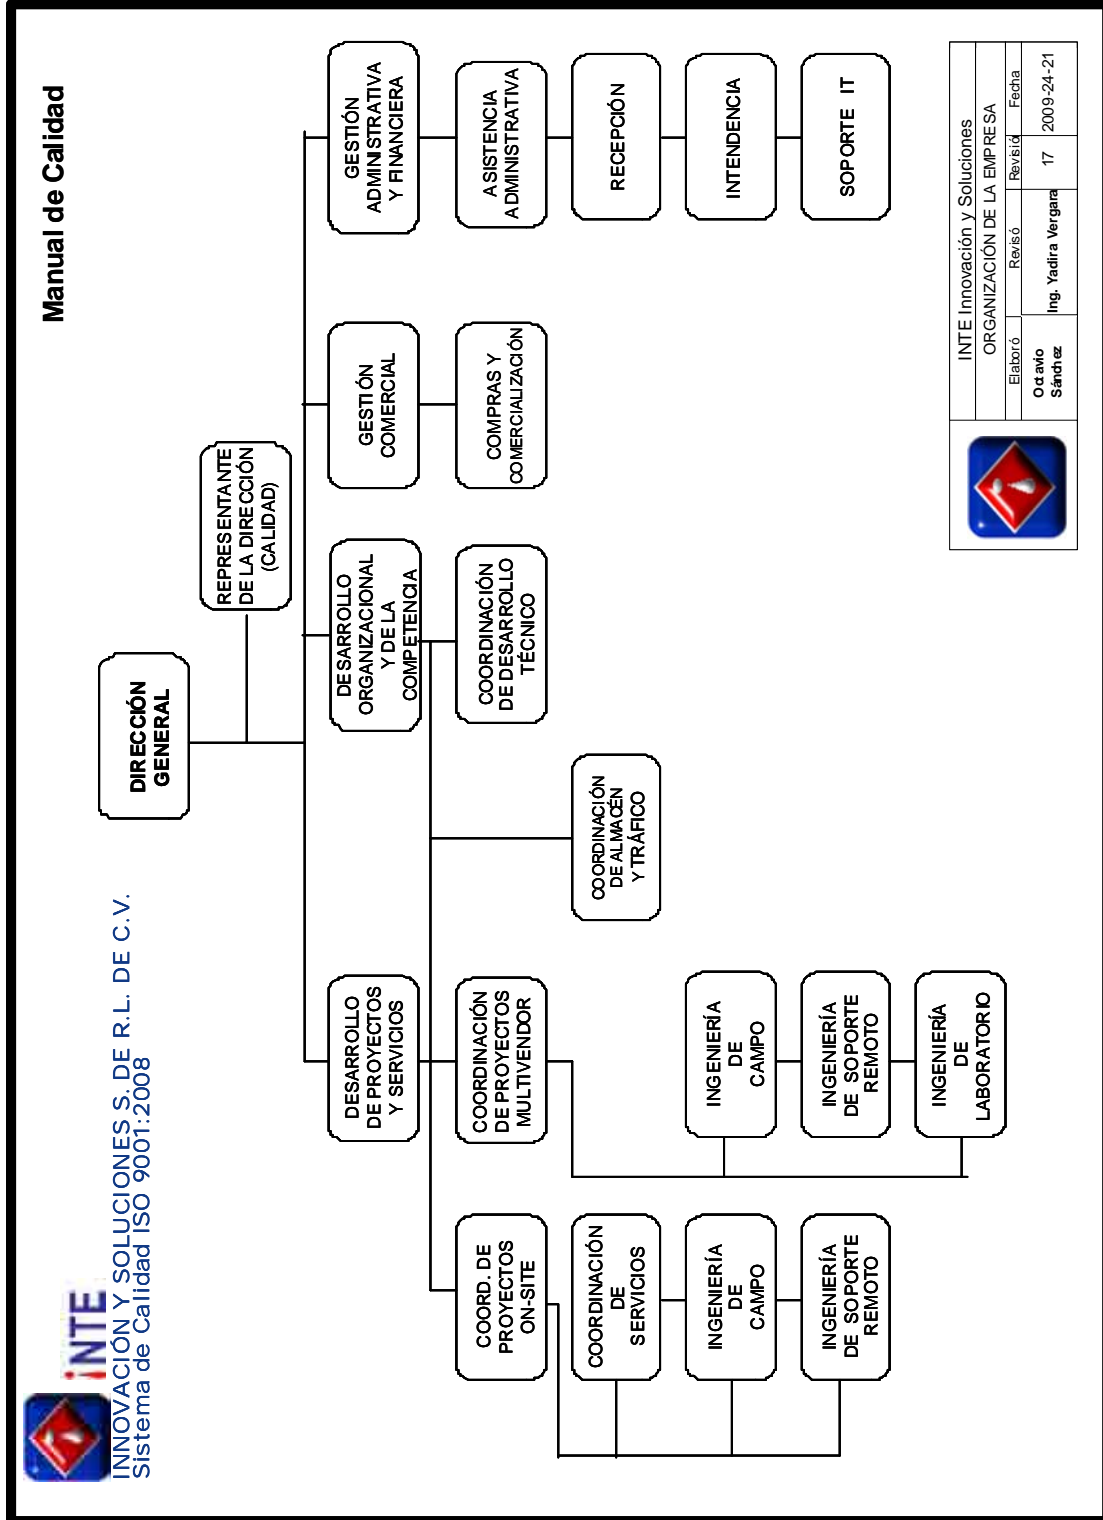 iNTE
INNOVACIÓN Y SOLUCIONES S. DE R.L. DE C.V.
Sistema de Calidad ISO 9001:2008
Manual de Calidad
DIRECCIÓN
GENERAL
REPRESENTANTE
DE LA DIRECCIÓN
(CALIDAD)
DESARROLLO
DE PROYECTOS
Y SERVICIOS
DESARROLLO
ORGANIZACIONAL
Y DE LA
COMPETENCIA
GESTIÓN
COMERCIAL
GESTIÓN
ADMINISTRATIVA
Y FINANCIERA
COORD. DE
PROYECTOS
ON-SITE
COORDINACIÓN
DE PROYECTOS
MULTIVENDOR
COORDINACIÓN
DE DESARROLLO
TÉCNICO
COMPRAS Y
COMERCIALIZACIÓN
ASISTENCIA
ADMINISTRATIVA
COORDINACIÓN
DE
SERVICIOS
COORDINACIÓN
DE ALMACÉN
Y TRÁFICO
RECEPCIÓN
INGENIERÍA
DE
CAMPO
INGENIERÍA
DE
CAMPO
INTENDENCIA
INGENIERÍA
DE SOPORTE
REMOTO
INGENIERÍA
DE SOPORTE
REMOTO
SOPORTE IT
INGENIERÍA
DE
LABORATORIO
INTE Innovación y Soluciones
ORGANIZACIÓN DE LA EMPRESA
Elaboró Revisó Revisió Fecha
Octavio
Sánchez
Ing. Yadira Vergara 17 2009-24-21